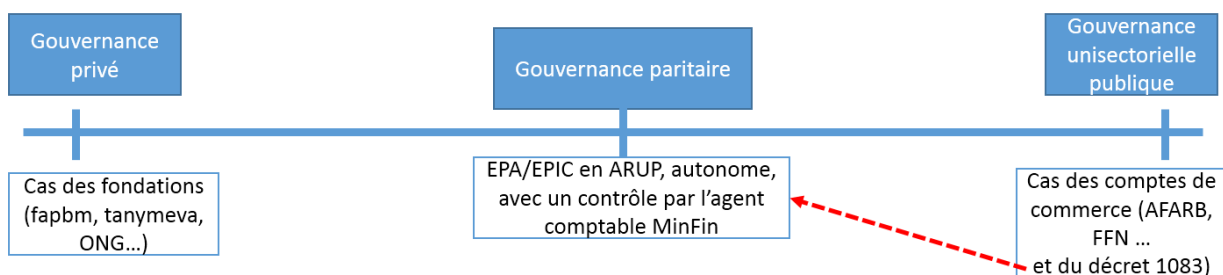 Gouvernance
privé
Gouvernance paritaire
Gouvernance
unisectorielle
publique
Cas des fondations
(fapbm, tanymeva,
ONG…)
EPA/EPIC en ARUP, autonome,
avec un contrôle par l’agent
comptable MinFin
Cas des comptes de
commerce (AFARB,
FFN …
et du décret 1083)